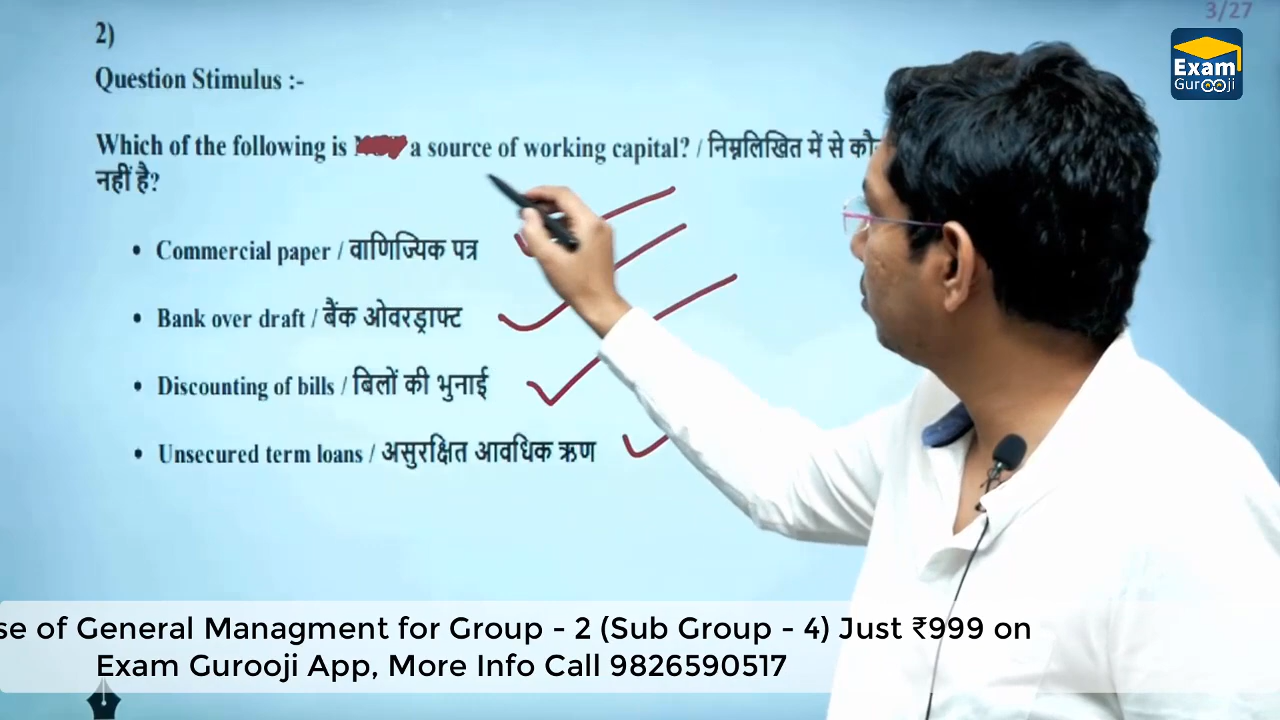 3/27
2)
Exam
Gurooji
Question Stimulus :-
Which of the following is a source of working capital? / निम्नलिखित में से
नहीं है?
• Commercial paper / वाणिज्यिक पत्र
• Bank over draft / बैंक ओवरड्राफ्ट
• Discounting of bills / बिलों की भुनाई
• Unsecured term loans / असुरक्षित आवधिक ऋण
of General Managment for Group - 2 (Sub Group - 4) Just ₹999 on
Exam Gurooji App, More Info Call 9826590517